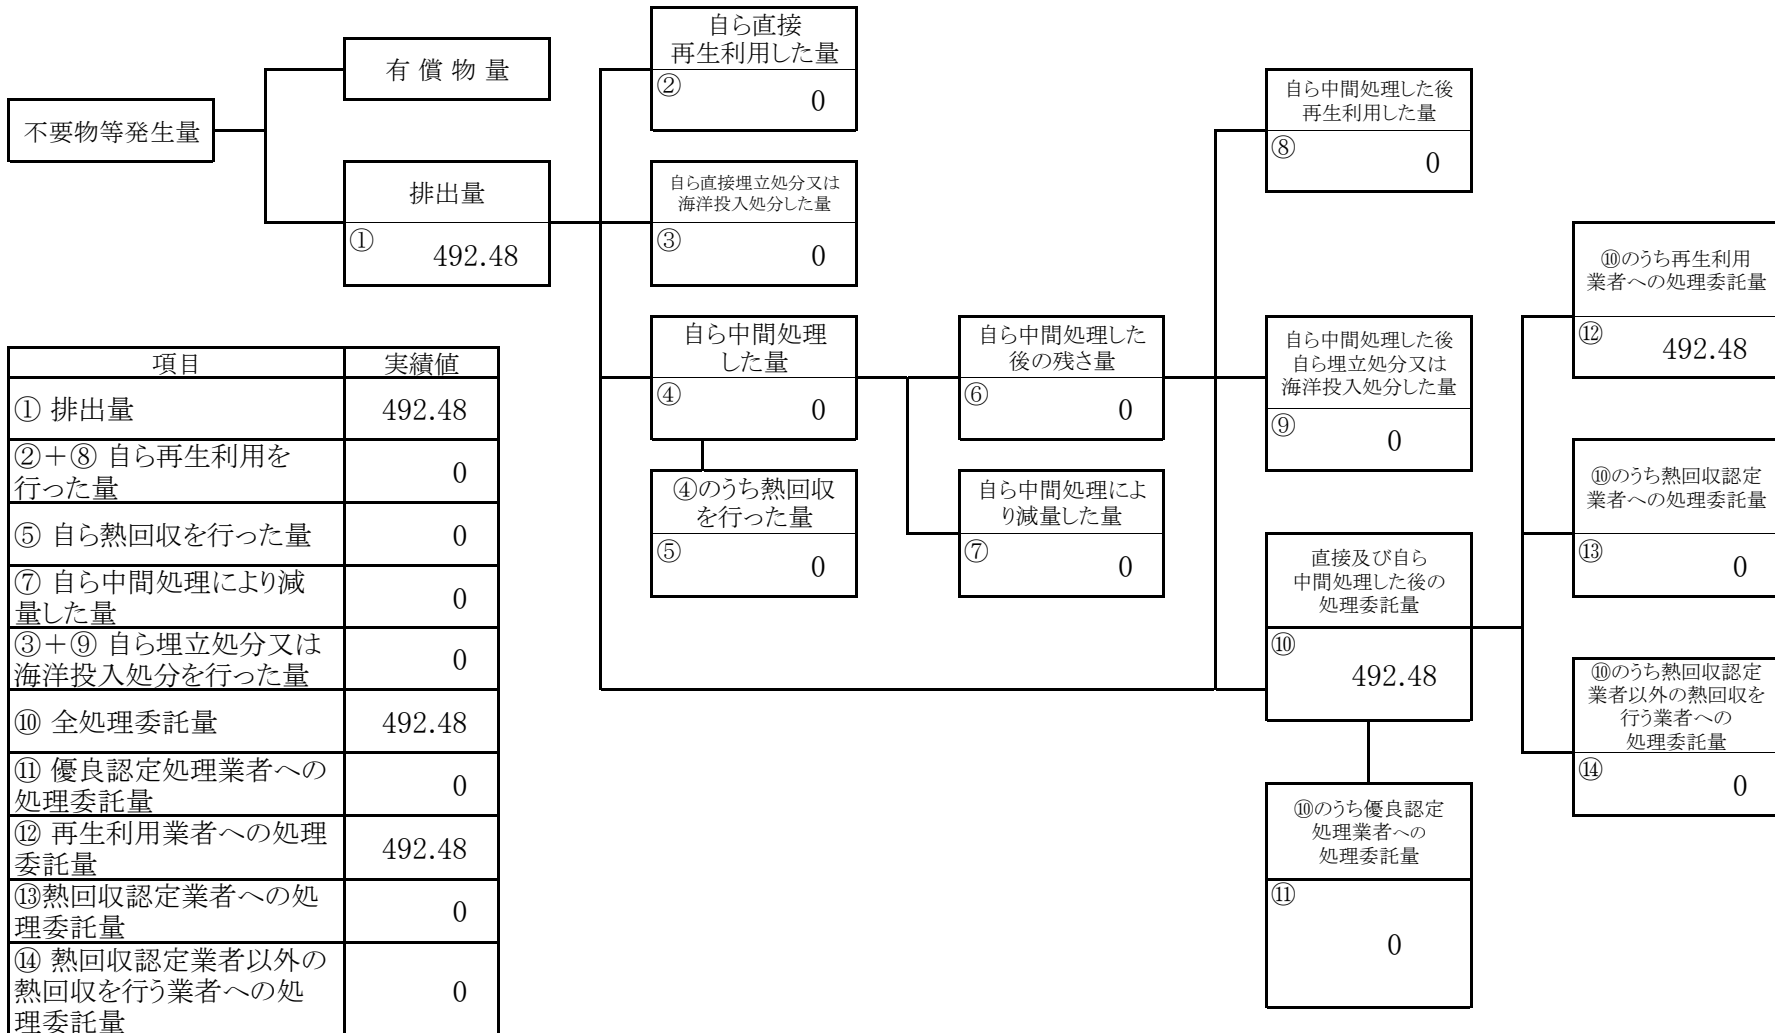 不要物等発生量
有償物量
排出量
①
492.48
自ら直接
再生利用した量
②
0
自ら直接埋立処分又は
海洋投入処分した量
③
0
自ら中間処理
した量
④
0
④のうち熱回収
を行った量
⑤
0
自ら中間処理した
後の残さ量
⑥
0
自ら中間処理によ
り減量した量
⑦
0
自ら中間処理した後
再生利用した量
⑧
0
自ら中間処理した後
自ら埋立処分又は
海洋投入処分した量
⑨
0
直接及び自ら
中間処理した後の
処理委託量
⑩
492.48
⑩のうち優良認定
処理業者への
処理委託量
⑪
0
⑩のうち再生利用
業者への処理委託量
⑫
492.48
⑩のうち熱回収認定
業者への処理委託量
⑬
0
⑩のうち熱回収認定
業者以外の熱回収を
行う業者への
処理委託量
⑭
0
項目 実績値
① 排出量 492.48
②＋⑧ 自ら再生利用を
行った量 0
⑤ 自ら熱回収を行った量 0
⑦ 自ら中間処理により減
量した量 0
③＋⑨ 自ら埋立処分又は
海洋投入処分を行った量 0
⑩ 全処理委託量 492.48
⑪ 優良認定処理業者への
処理委託量 0
⑫ 再生利用業者への処理
委託量 492.48
⑬熱回収認定業者への処
理委託量 0
⑭ 熱回収認定業者以外の
熱回収を行う業者への処
理委託量 0